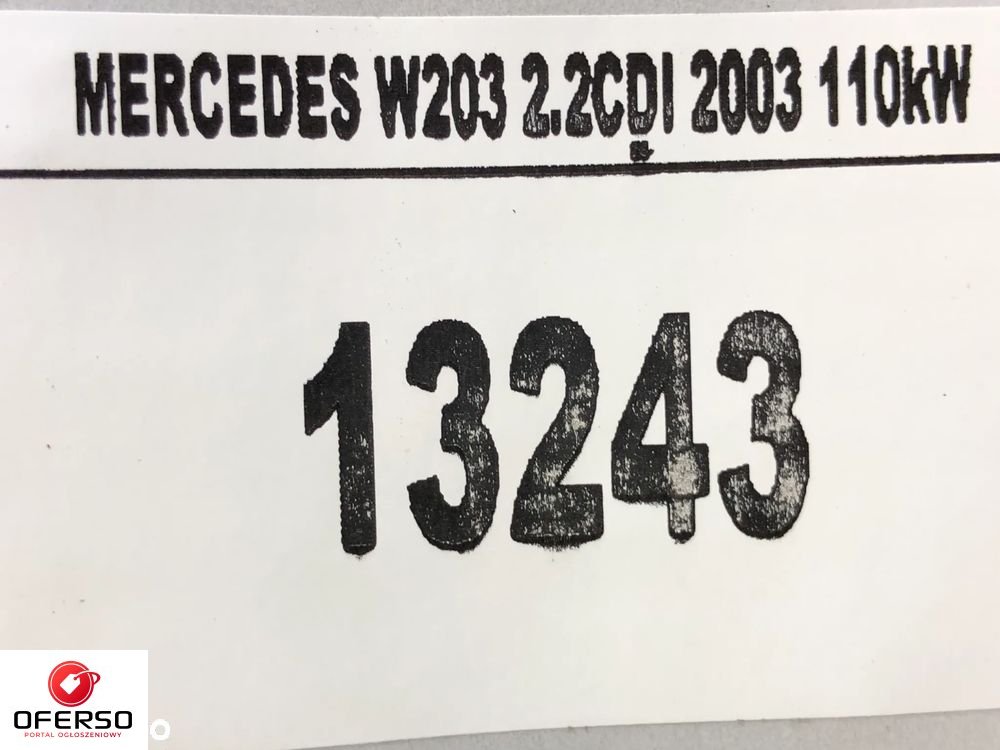 MERCEDES W203 2.2CDI 2003 110kW
13243
OFERSO
PORTAL OGŁOSZENIOWY